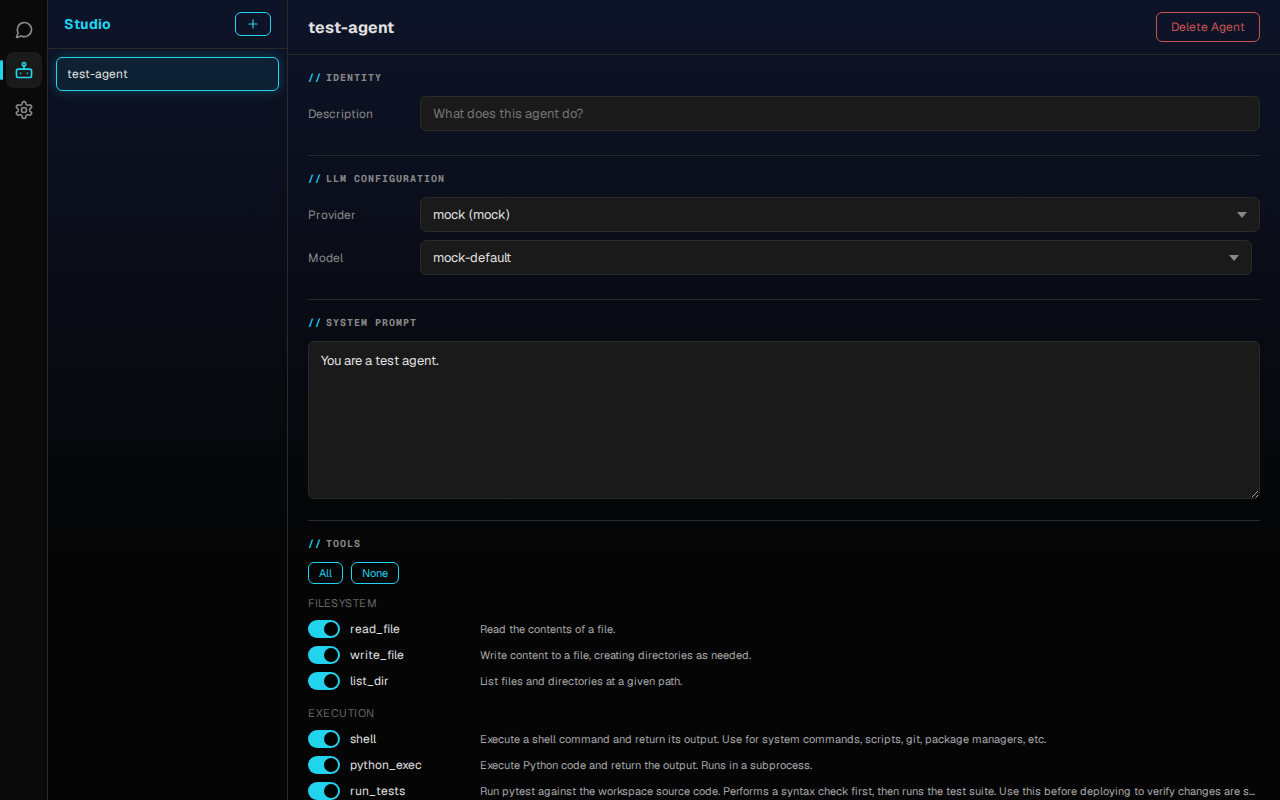 Studio
+
test-agent
test-agent
Delete Agent
// IDENTITY
Description
What does this agent do?
// LLM CONFIGURATION
Provider
mock (mock)
Model
mock-default
// SYSTEM PROMPT
You are a test agent.
// TOOLS
All
None
FILESYSTEM
read_file
Read the contents of a file.
write_file
Write content to a file, creating directories as needed.
list_dir
List files and directories at a given path.
EXECUTION
shell
Execute a shell command and return its output. Use for system commands, scripts, git, package managers, etc.
python_exec
Execute Python code and return the output. Runs in a subprocess.
run_tests
Run pytest against the workspace source code. Performs a syntax check first, then runs the test suite. Use this before deploying to verify changes are s...